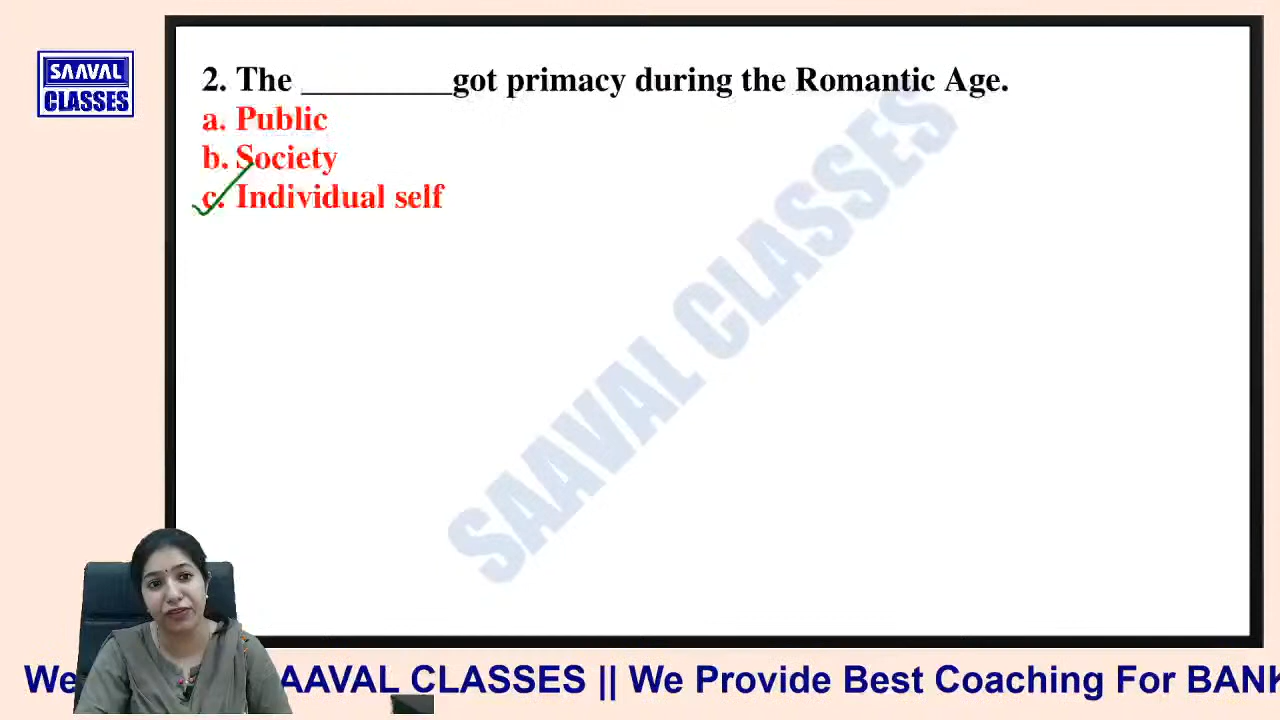 SAAVAL
CLASSES
2. The _________got primacy during the Romantic Age.
a. Public
b. Society
c. Individual self
SAAVAL CLASSES
We AAVAL CLASSES || We Provide Best Coaching For BANK